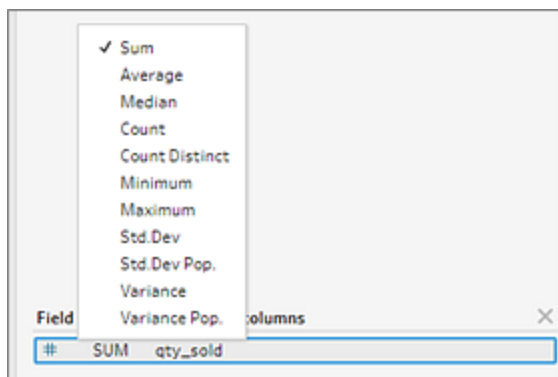 Sum
Average
Median
Count
Count Distinct
Minimum
Maximum
Std.Dev
Std.Dev Pop.
Variance
Variance Pop.
Field columns
# SUM qty_sold